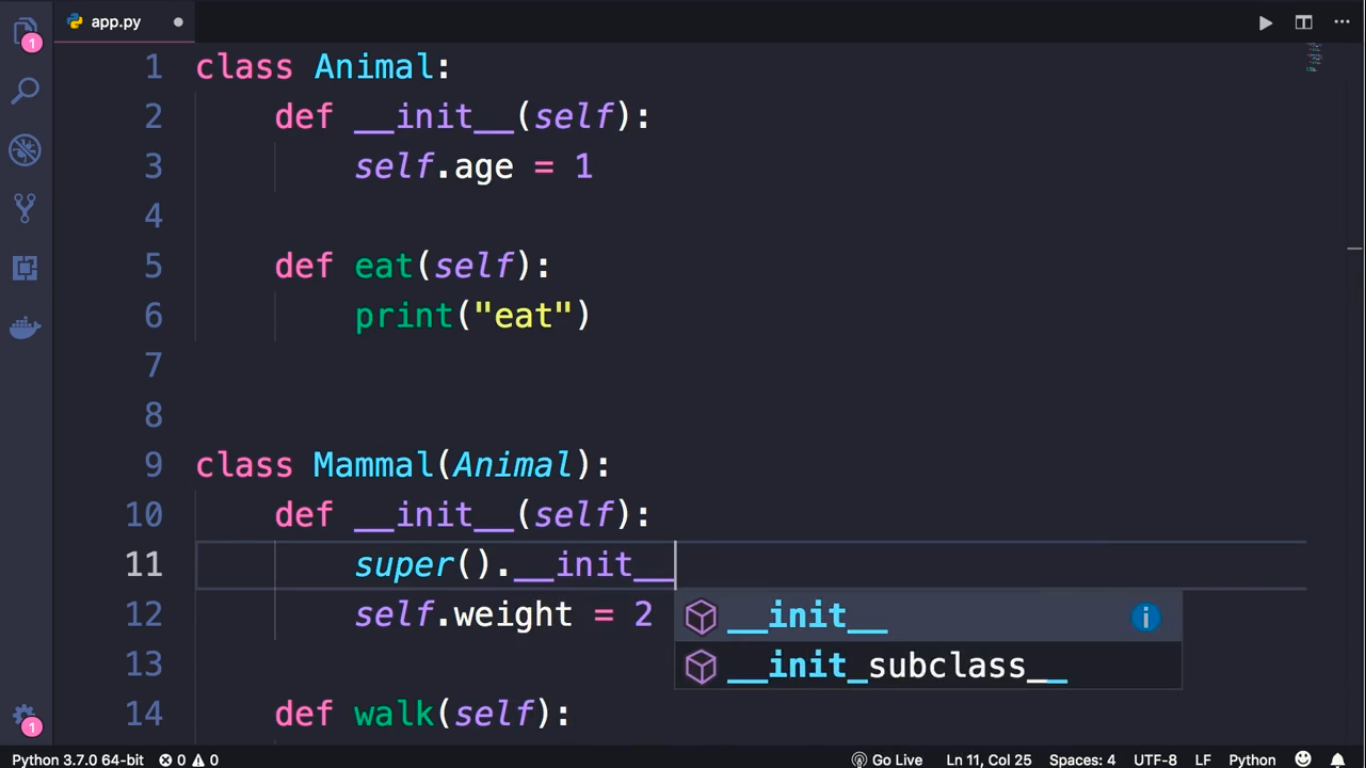 app.py
1
1 class Animal:
2     def __init__(self):
3         self.age = 1
4
5     def eat(self):
6         print("eat")
7
8
9 class Mammal(Animal):
10     def __init__(self):
11         super().__init__
12         self.weight = 2
__init__
__init_subclass__
13
14     def walk(self):
1
Python 3.7.0 64-bit 0 0 Go Live Ln 11, Col 25 Spaces: 4 UTF-8 LF Python